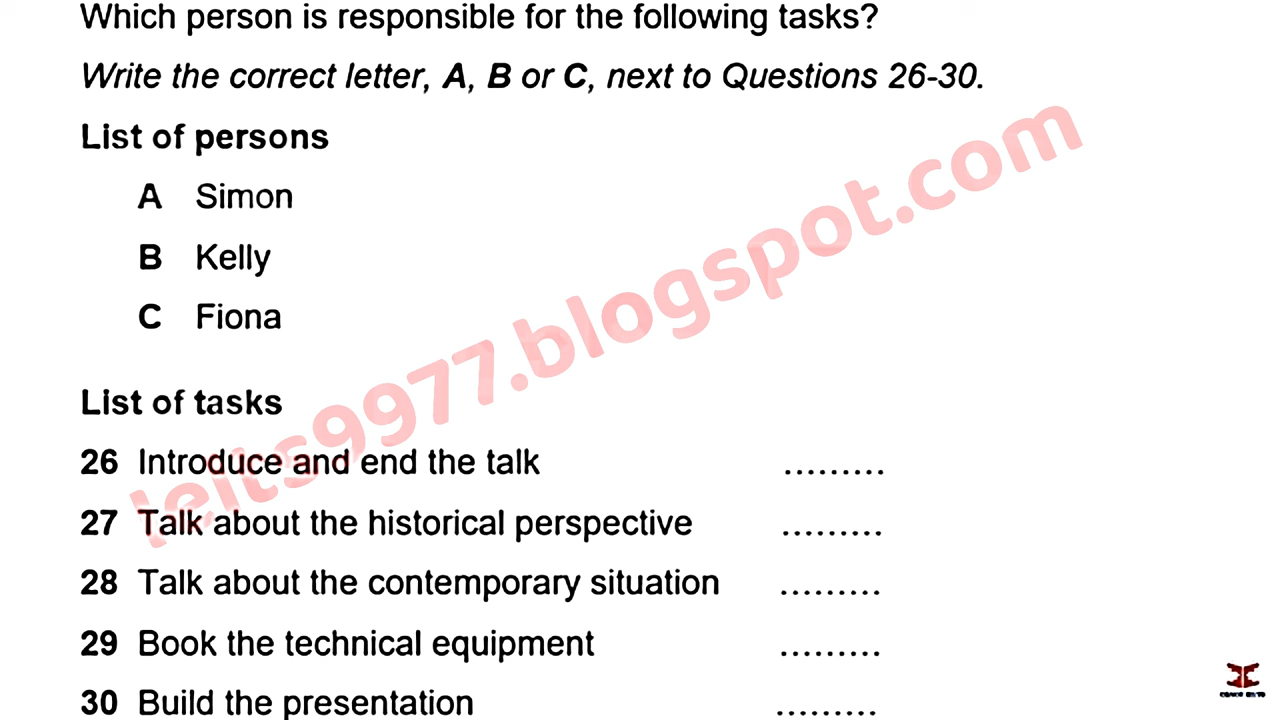 Which person is responsible for the following tasks?
Write the correct letter, A, B or C, next to Questions 26-30.
List of persons
A Simon
B Kelly
C Fiona
List of tasks
26 Introduce and end the talk .........
27 Talk about the historical perspective .........
28 Talk about the contemporary situation .........
29 Book the technical equipment .........
30 Build the presentation .........
Ielts9977.blogspot.com